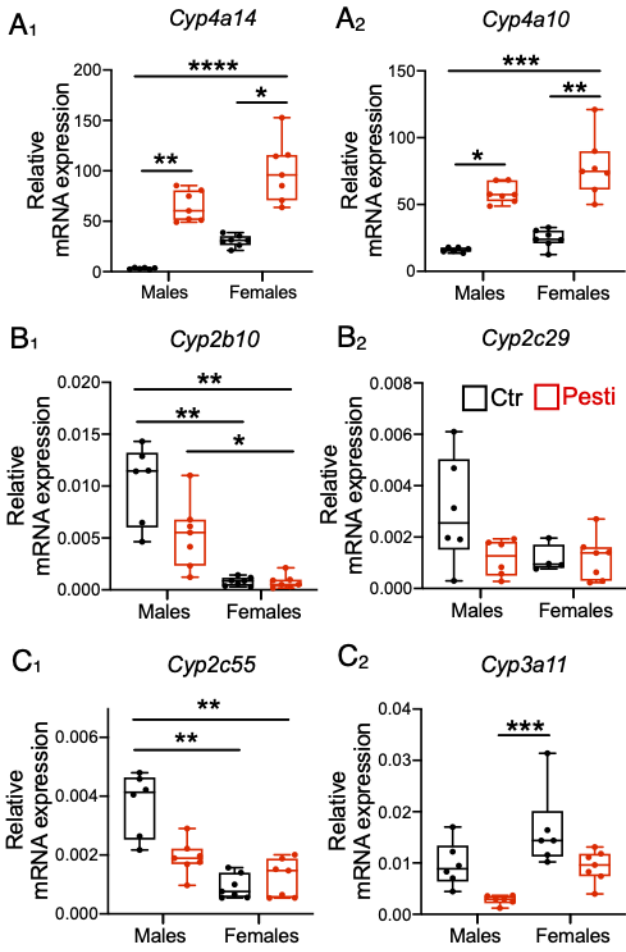 A1
Cyp4a14
Relative
mRNA expression
200
150
100
50
0
****
*
**
Males
Females
A2
Cyp4a10
Relative
mRNA expression
150
100
50
0
***
**
*
Males
Females
B1
Cyp2b10
Relative
mRNA expression
0.020
0.015
0.010
0.005
0.000
**
**
*
Males
Females
B2
Cyp2c29
Relative
mRNA expression
0.008
0.006
0.004
0.002
0.000
Ctr
Pesti
Males
Females
C1
Cyp2c55
Relative
mRNA expression
0.006
0.004
0.002
0.000
**
**
Males
Females
C2
Cyp3a11
Relative
mRNA expression
0.04
0.03
0.02
0.01
0.00
***
Males
Females